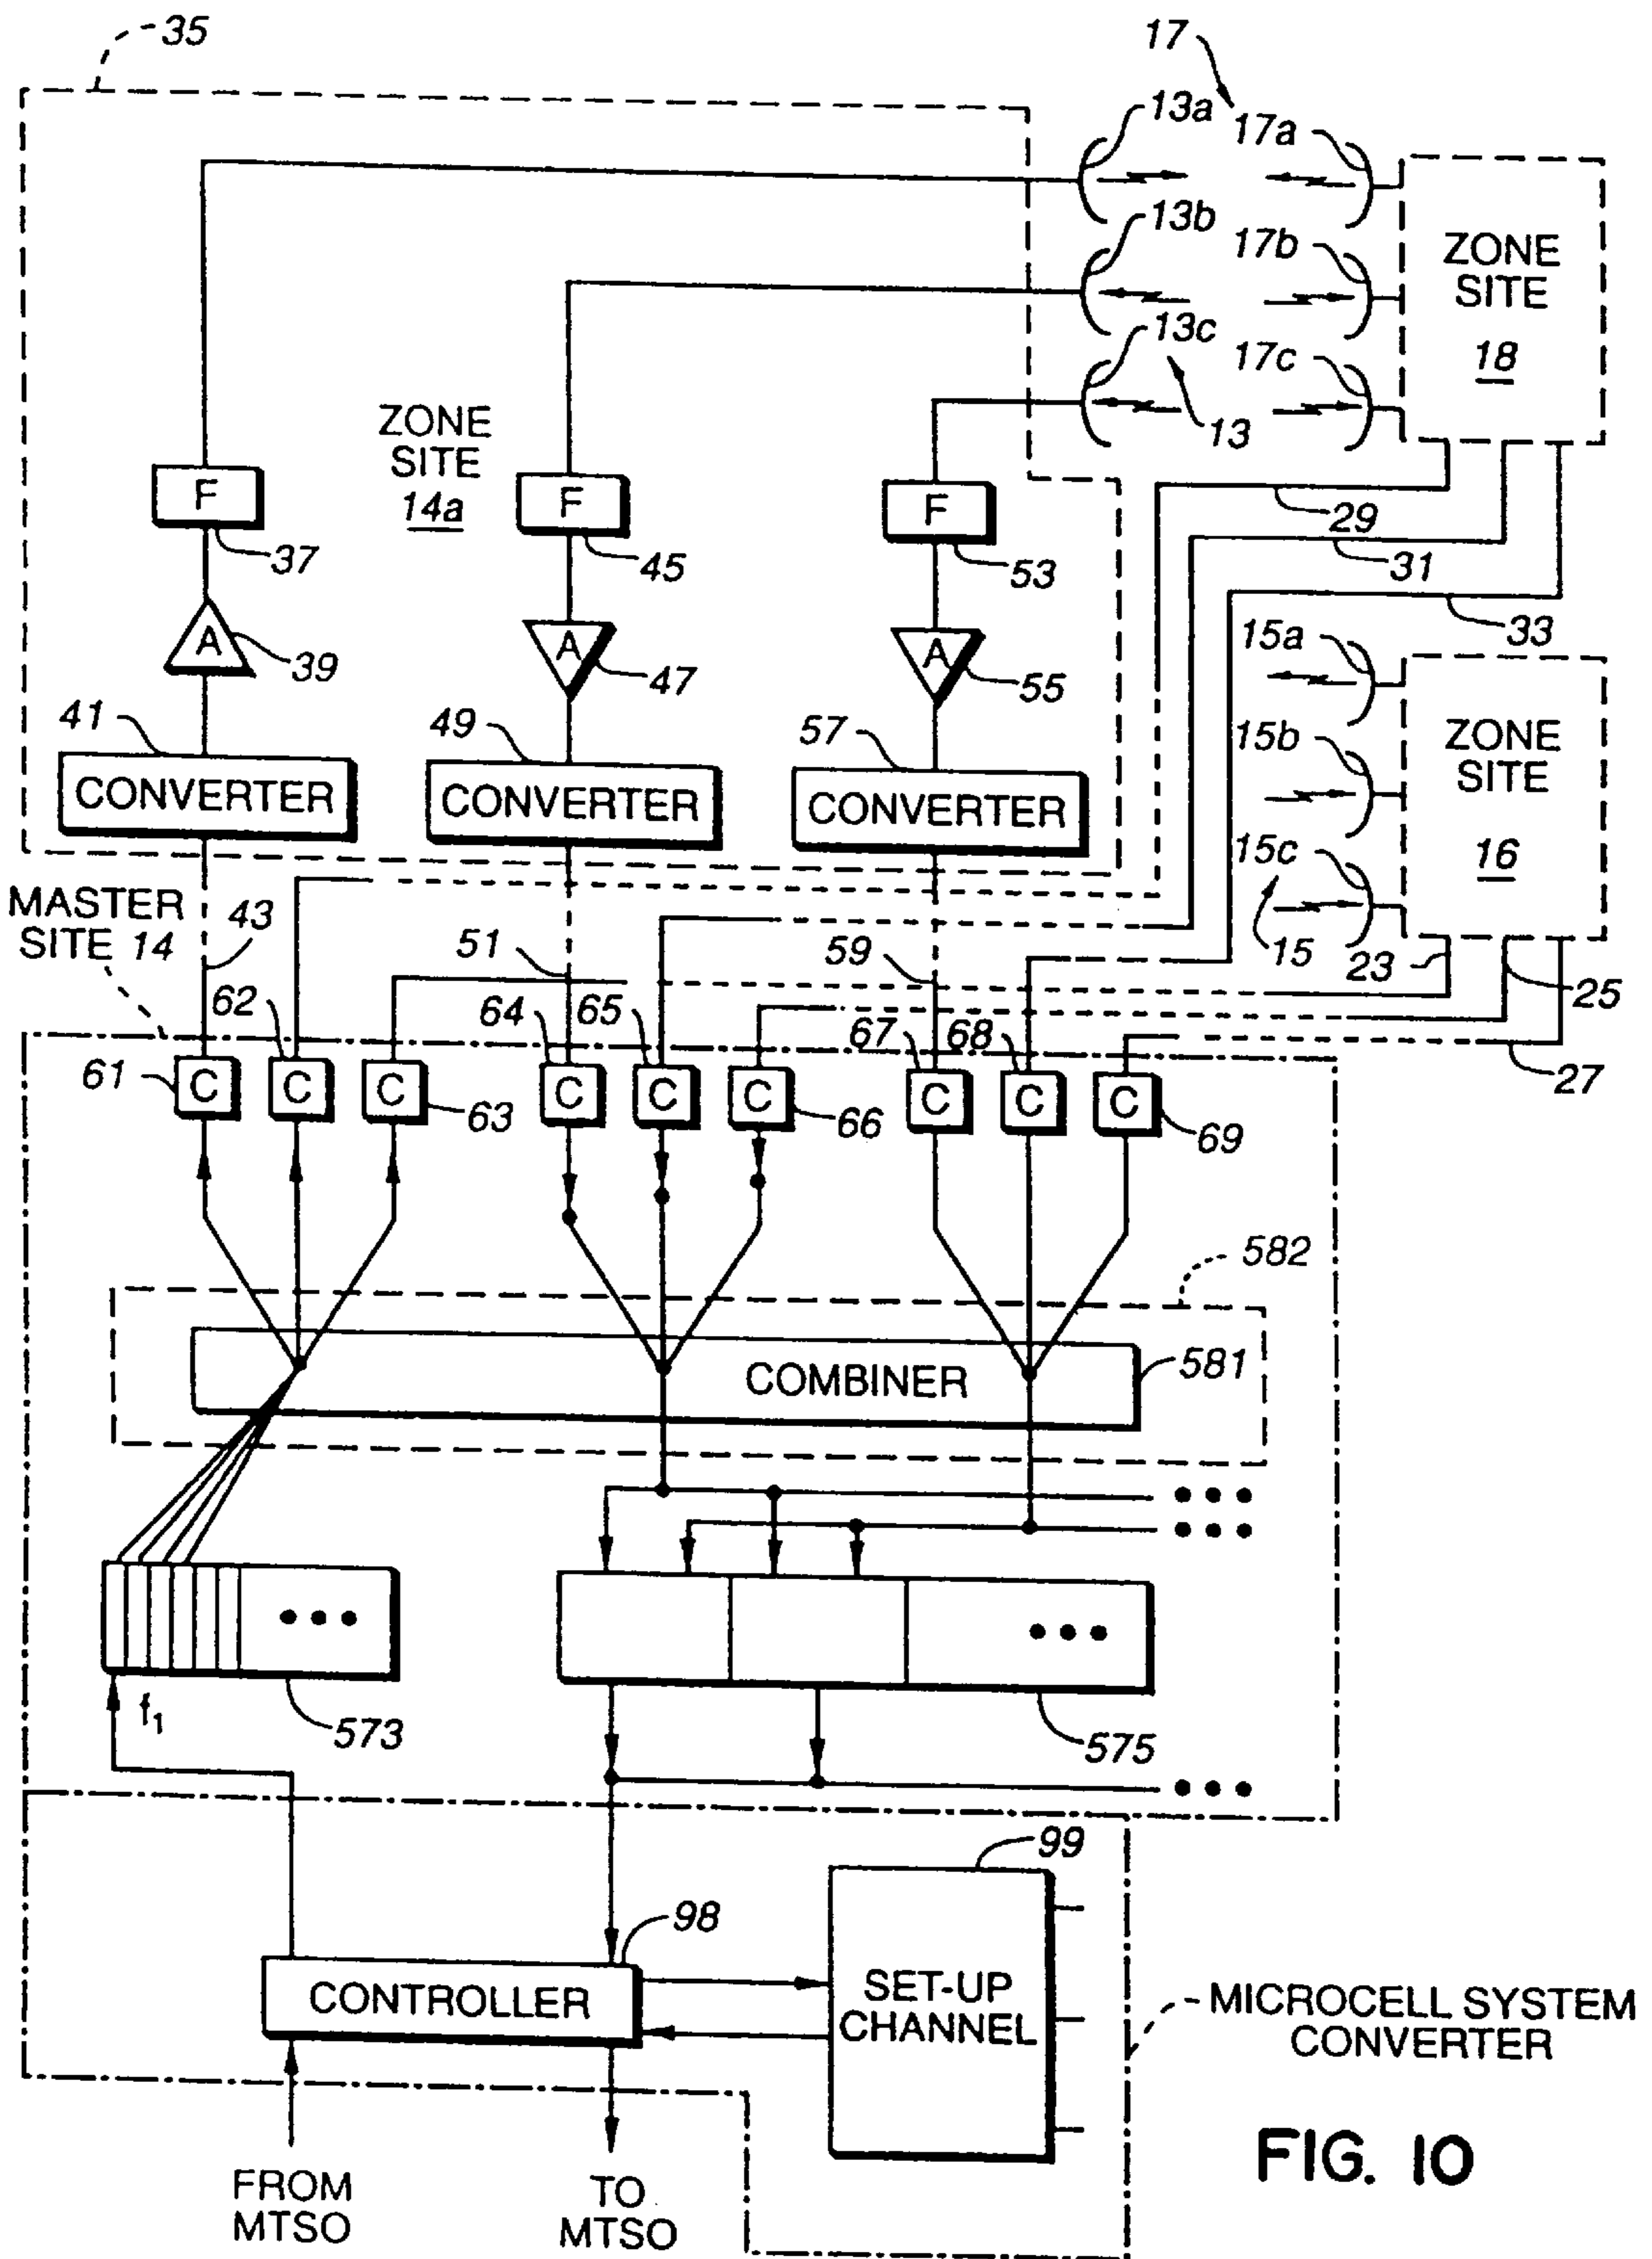 35
17
13a
17a
13b
17b
ZONE
SITE
18
13c
17c
13
ZONE
SITE
14a
F
37
F
45
F
53
29
31
33
A
39
A
47
A
55
15a
41
49
57
15b
ZONE
SITE
16
CONVERTER
CONVERTER
CONVERTER
15c
MASTER
SITE 14
43
51
59
15
23
25
62
64
65
67
68
27
61
C
C
C
63
C
C
C
66
C
C
C
69
582
COMBINER
581
f1
573
575
99
98
CONTROLLER
SET-UP
CHANNEL
MICROCELL SYSTEM
CONVERTER
FROM
MTSO
TO
MTSO
FIG. 10